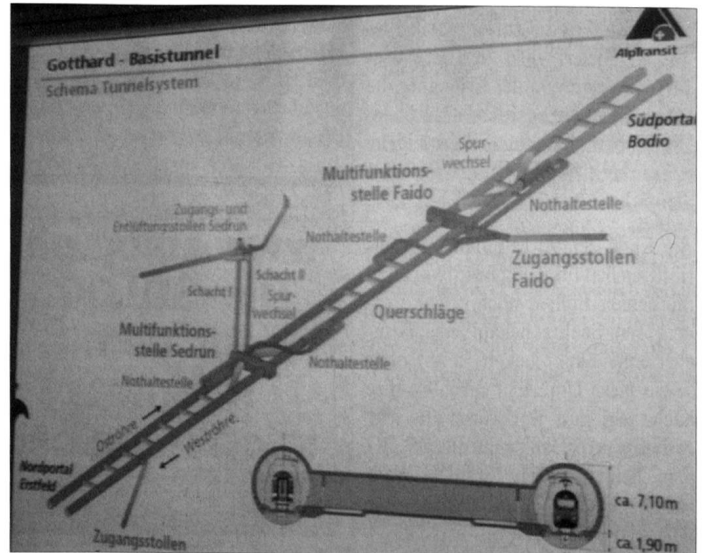 Gotthard - Basistunnel
AlpTransit
Schema Tunnelsystem
Südportal
Bodio
Spur-
wechsel
Multifunktions-
stelle Faido
Nothaltestelle
Zugangs- und
Entlüftungsstollen Sedrun
Nothaltestelle
Zugangsstollen
Faido
Schacht II
Schacht I
Spur-
wechsel
Querschläge
Multifunktions-
stelle Sedrun
Nothaltestelle
Nothaltestelle
Oströhre
Weströhre
Nordportal
Erstfeld
Zugangsstollen
ca. 7,10 m
ca. 1,90 m